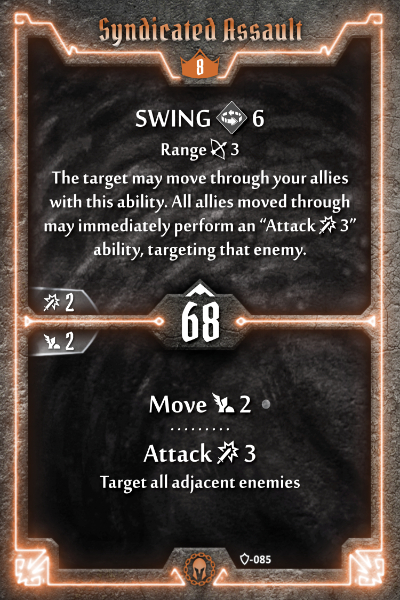 Syndicated Assault
8
SWING 6
Range 3
The target may move through your allies
with this ability. All allies moved through
may immediately perform an “Attack 3”
ability, targeting that enemy.
2
68
2
Move 2
Attack 3
Target all adjacent enemies
-085